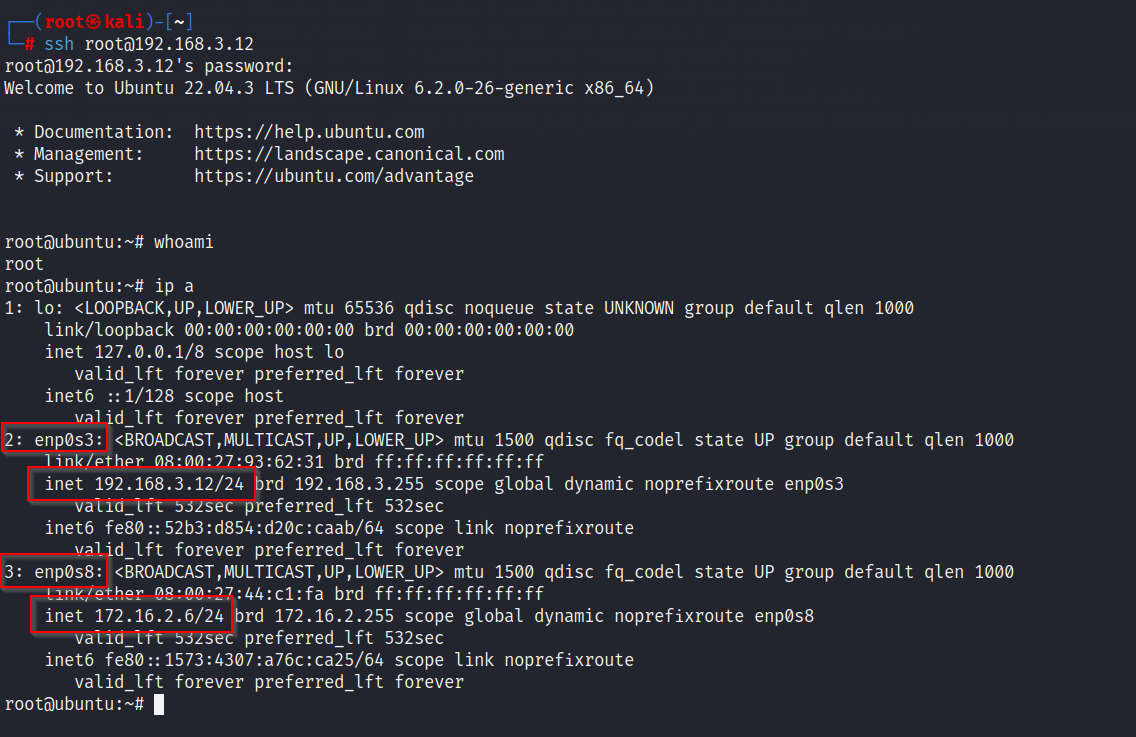 ┌──(root㉿kali)-[~]
└─# ssh root@192.168.3.12
root@192.168.3.12's password:
Welcome to Ubuntu 22.04.3 LTS (GNU/Linux 6.2.0-26-generic x86_64)
* Documentation:  https://help.ubuntu.com
* Management:     https://landscape.canonical.com
* Support:        https://ubuntu.com/advantage
root@ubuntu:~# whoami
root
root@ubuntu:~# ip a
1: lo: <LOOPBACK,UP,LOWER_UP> mtu 65536 qdisc noqueue state UNKNOWN group default qlen 1000
link/loopback 00:00:00:00:00:00 brd 00:00:00:00:00:00
inet 127.0.0.1/8 scope host lo
valid_lft forever preferred_lft forever
inet6 ::1/128 scope host
valid_lft forever preferred_lft forever
2: enp0s3: <BROADCAST,MULTICAST,UP,LOWER_UP> mtu 1500 qdisc fq_codel state UP group default qlen 1000
link/ether 08:00:27:93:62:31 brd ff:ff:ff:ff:ff:ff
inet 192.168.3.12/24 brd 192.168.3.255 scope global dynamic noprefixroute enp0s3
valid_lft 532sec preferred_lft 532sec
inet6 fe80::52b3:d854:d20c:caab/64 scope link noprefixroute
valid_lft forever preferred_lft forever
3: enp0s8: <BROADCAST,MULTICAST,UP,LOWER_UP> mtu 1500 qdisc fq_codel state UP group default qlen 1000
link/ether 08:00:27:44:c1:fa brd ff:ff:ff:ff:ff:ff
inet 172.16.2.6/24 brd 172.16.2.255 scope global dynamic noprefixroute enp0s8
valid_lft 532sec preferred_lft 532sec
inet6 fe80::1573:4307:a76c:ca25/64 scope link noprefixroute
valid_lft forever preferred_lft forever
root@ubuntu:~#